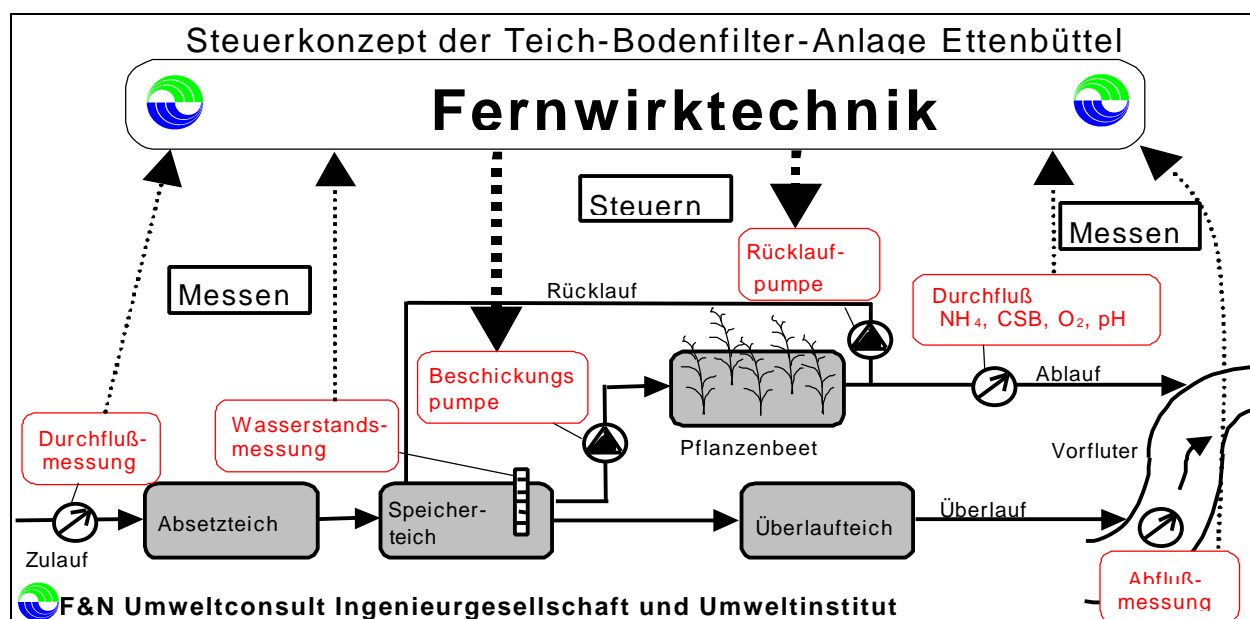 Steuerkonzept der Teich-Bodenfilter-Anlage Ettenbüttel
Fernwirktechnik
Steuern
Messen
Messen
Rücklauf-
pumpe
Rücklauf
Durchfluß
NH₄, CSB, O₂, pH
Beschickungs
pumpe
Ablauf
Wasserstands-
messung
Durchfluß-
messung
Pflanzenbeet
Vorfluter
Absetzteich
Speicher-
teich
Überlaufteich
Überlauf
Zulauf
Abfluß-
messung
F&N Umweltconsult Ingenieurgesellschaft und Umweltinstitut